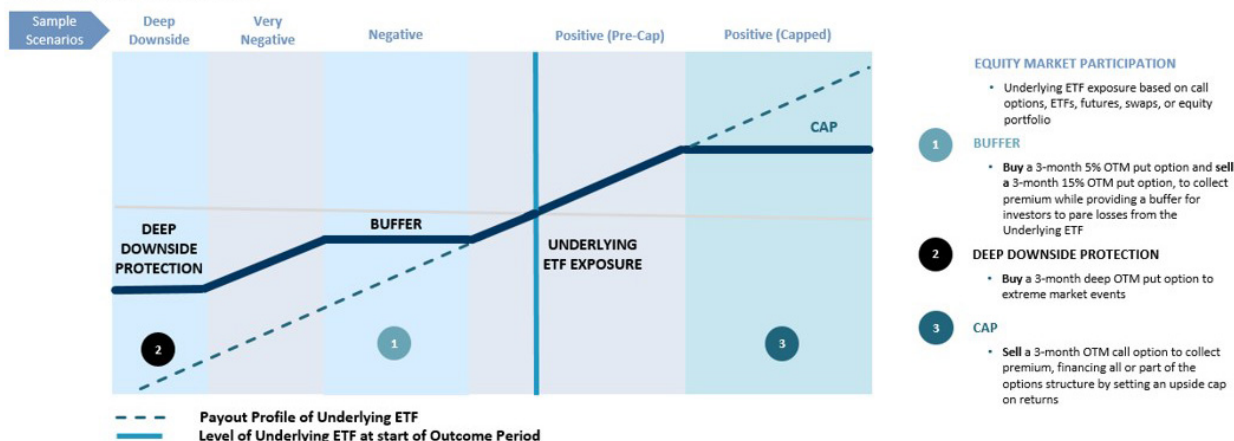 Sample
Scenarios
Deep
Downside
Very
Negative
Negative
Positive (Pre-Cap)
Positive (Capped)
CAP
DEEP
DOWNSIDE
PROTECTION
BUFFER
UNDERLYING
ETF EXPOSURE
2
1
3
Payout Profile of Underlying ETF
Level of Underlying ETF at start of Outcome Period
EQUITY MARKET PARTICIPATION
• Underlying ETF exposure based on call
options, ETFs, futures, swaps, or equity
portfolio
1
BUFFER
• Buy a 3-month 5% OTM put option and sell
a 3-month 15% OTM put option, to collect
premium while providing a buffer for
investors to pare losses from the
Underlying ETF
2
DEEP DOWNSIDE PROTECTION
• Buy a 3-month deep OTM put option to
extreme market events
3
CAP
• Sell a 3-month OTM call option to collect
premium, financing all or part of the
options structure by setting an upside cap
on returns